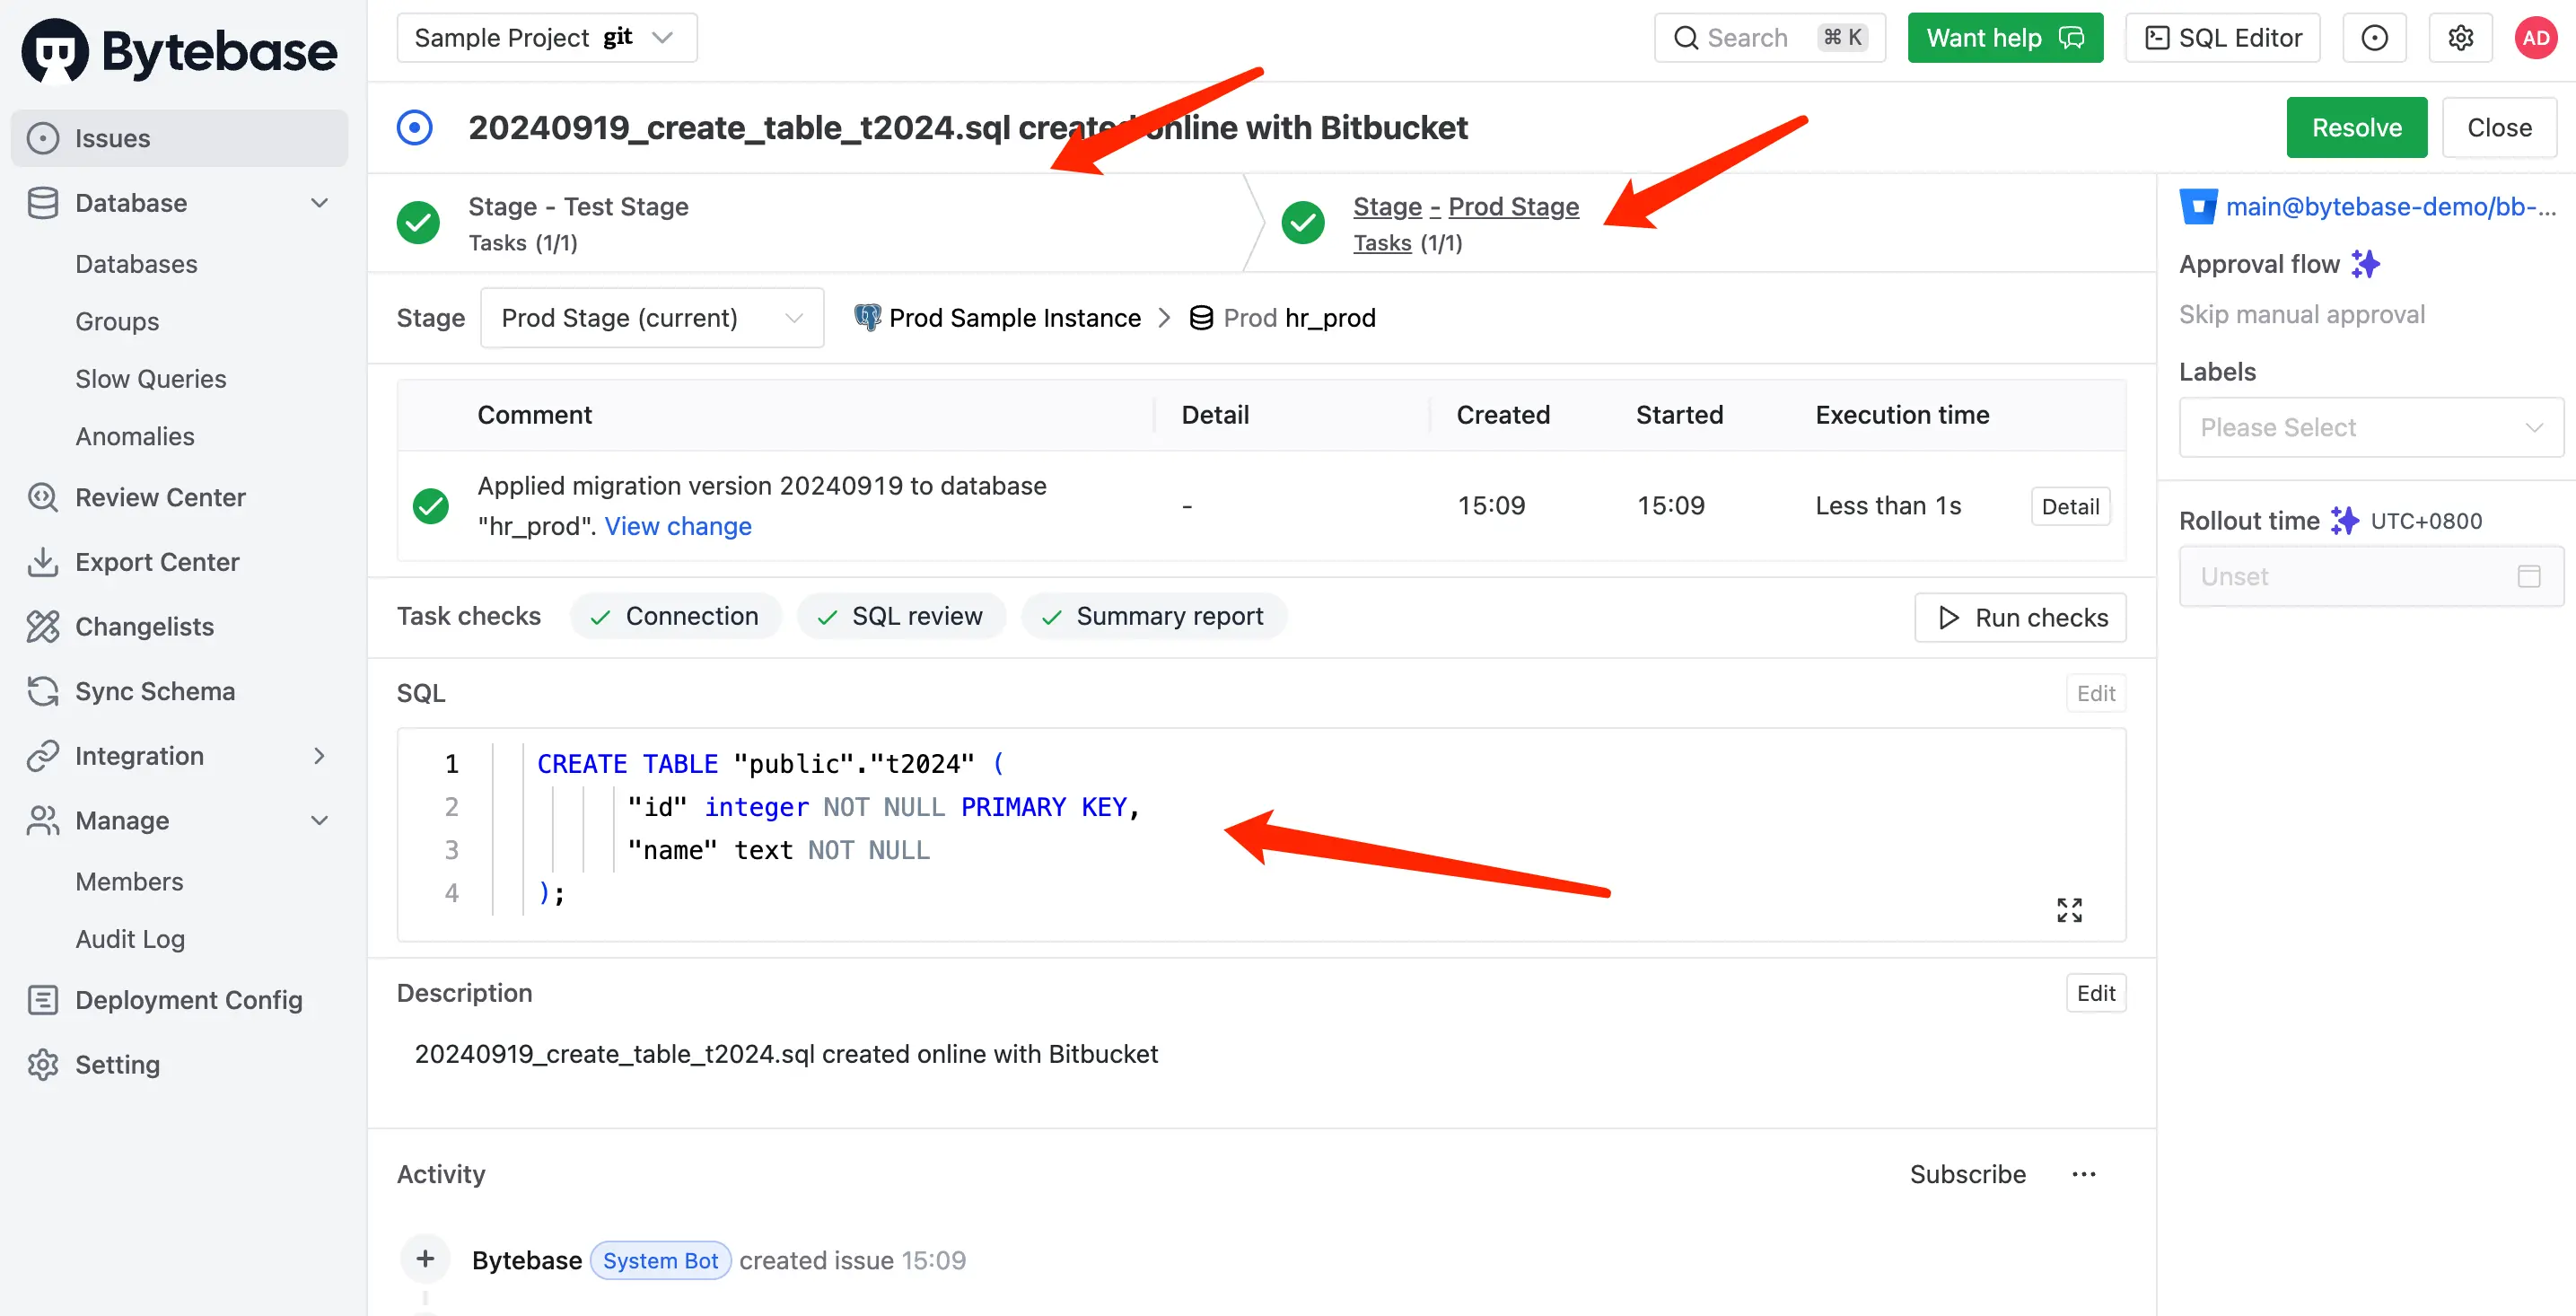 Bytebase
Sample Project git
Search ⌘ K
Want help
SQL Editor
AD
Issues
Database
Databases
Groups
Slow Queries
Anomalies
Review Center
Export Center
Changelists
Sync Schema
Integration
Manage
Members
Audit Log
Deployment Config
Setting
20240919_create_table_t2024.sql created online with Bitbucket
Resolve
Close
Stage - Test Stage
Tasks (1/1)
Stage - Prod Stage
Tasks (1/1)
Stage
Prod Stage (current)
Prod Sample Instance
Prod hr_prod
Comment Detail Created Started Execution time
Applied migration version 20240919 to database
"hr_prod". View change
- 15:09 15:09 Less than 1s
Detail
Task checks
Connection
SQL review
Summary report
Run checks
SQL
Edit
1 CREATE TABLE "public"."t2024" (
2 "id" integer NOT NULL PRIMARY KEY,
3 "name" text NOT NULL
4 );
Description
Edit
20240919_create_table_t2024.sql created online with Bitbucket
Activity
Subscribe
Bytebase System Bot created issue 15:09
main@bytebase-demo/bb-...
Approval flow
Skip manual approval
Labels
Please Select
Rollout time UTC+0800
Unset